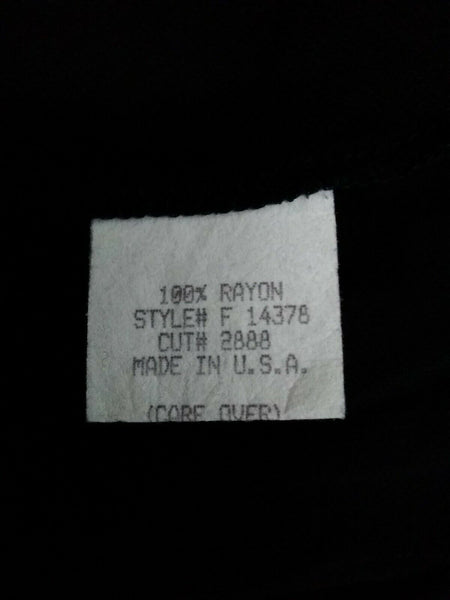 100% RAYON
STYLE# F 14378
CUT# 2888
MADE IN U.S.A.
(CARE OVER)